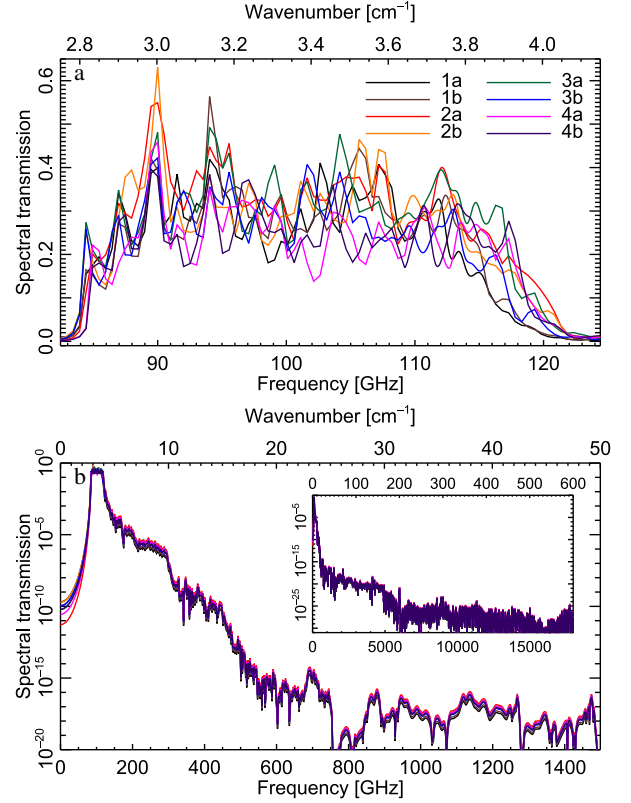 Wavenumber [cm⁻¹]
2.8 3.0 3.2 3.4 3.6 3.8 4.0
a
0.6
0.4
0.2
0.0
Spectral transmission
1a 3a
1b 3b
2a 4a
2b 4b
90 100 110 120
Frequency [GHz]
Wavenumber [cm⁻¹]
0 10 20 30 40 50
b
10⁰
10⁻⁵
10⁻¹⁰
10⁻¹⁵
10⁻²⁰
Spectral transmission
0 100 200 300 400 500 600
10⁻⁵
10⁻¹⁵
10⁻²⁵
0 5000 10000 15000
0 200 400 600 800 1000 1200 1400
Frequency [GHz]